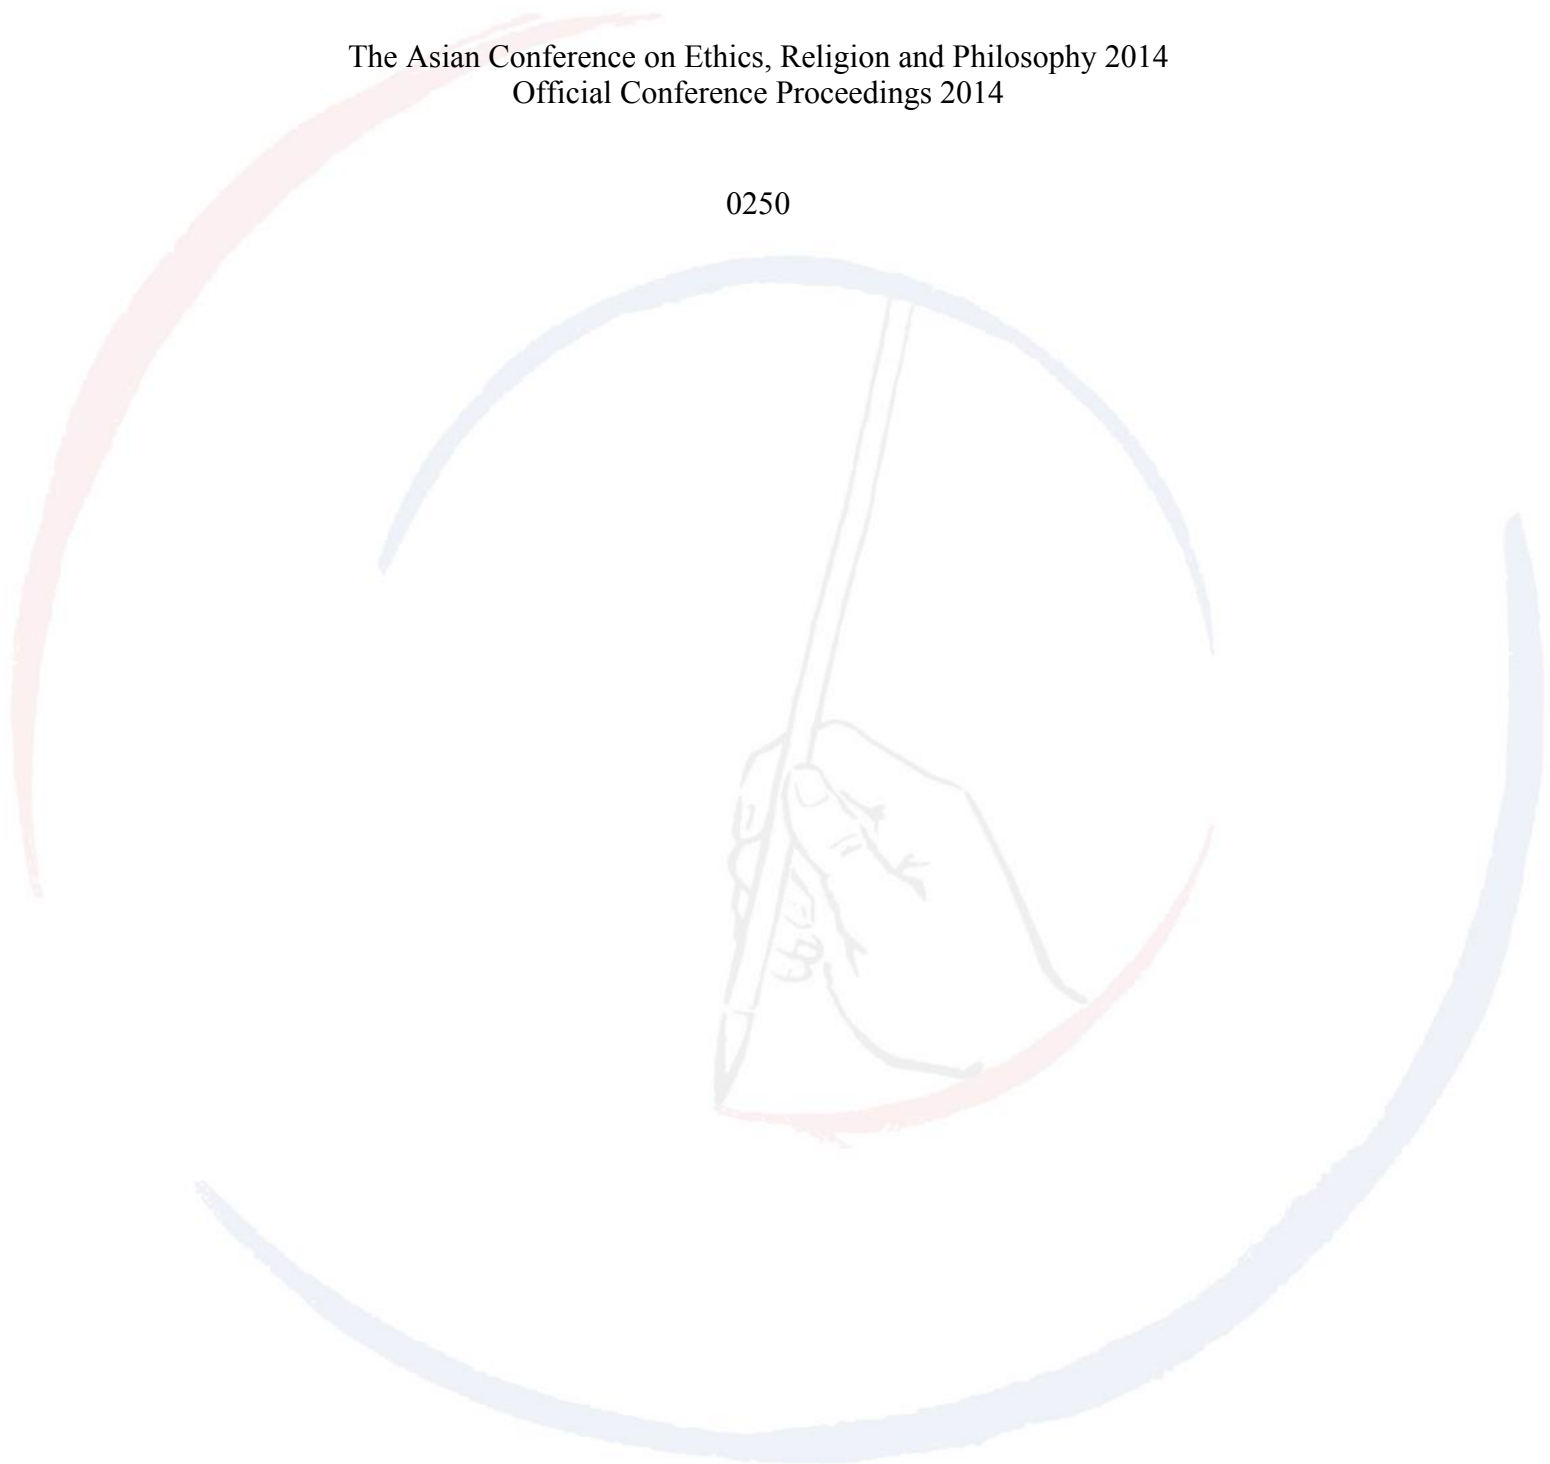 The Asian Conference on Ethics, Religion and Philosophy 2014
Official Conference Proceedings 2014
0250